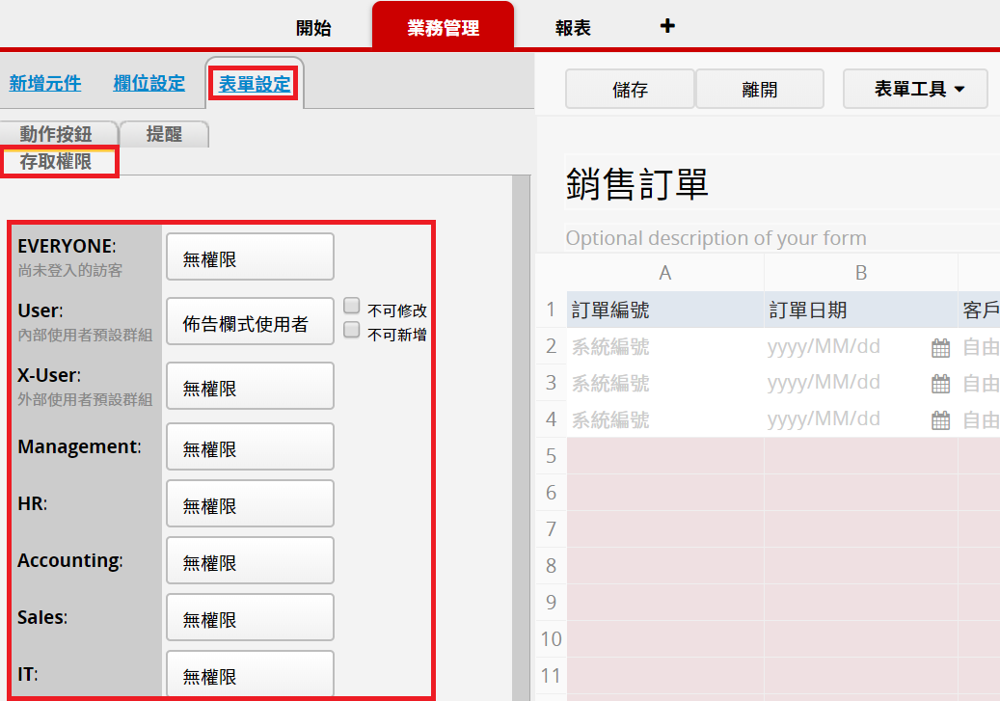 開始 業務管理 報表 +
新增元件 欄位設定 表單設定
動作按鈕 提醒
存取權限
EVERYONE: 無權限
尚未登入的訪客
User: 佈告欄式使用者 不可修改
內部使用者預設群組 不可新增
X-User: 無權限
外部使用者預設群組
Management: 無權限
HR: 無權限
Accounting: 無權限
Sales: 無權限
IT: 無權限
儲存 離開 表單工具
銷售訂單
Optional description of your form
A B
1 訂單編號 訂單日期 客戶
2 系統編號 yyyy/MM/dd 自由
3 系統編號 yyyy/MM/dd 自由
4 系統編號 yyyy/MM/dd 自由
5
6
7
8
9
10
11